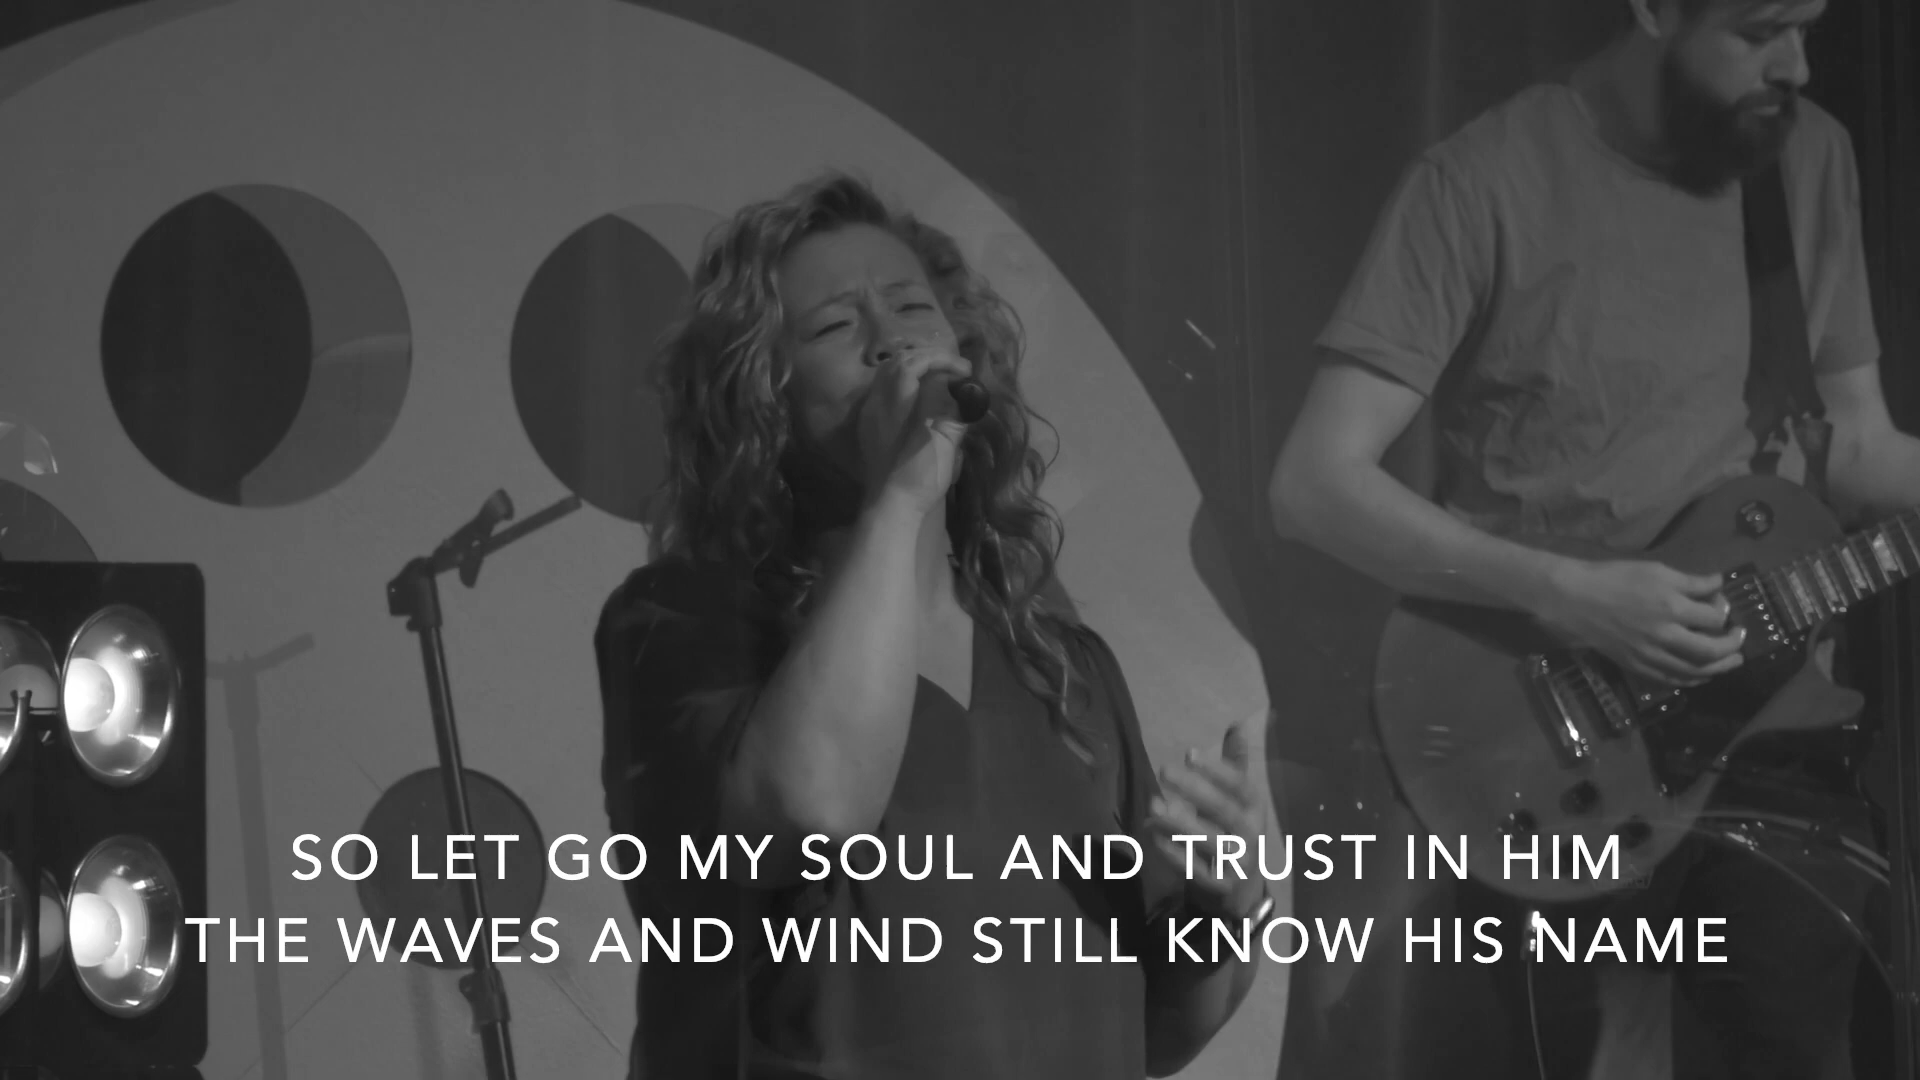 SO LET GO MY SOUL AND TRUST IN HIM
THE WAVES AND WIND STILL KNOW HIS NAME